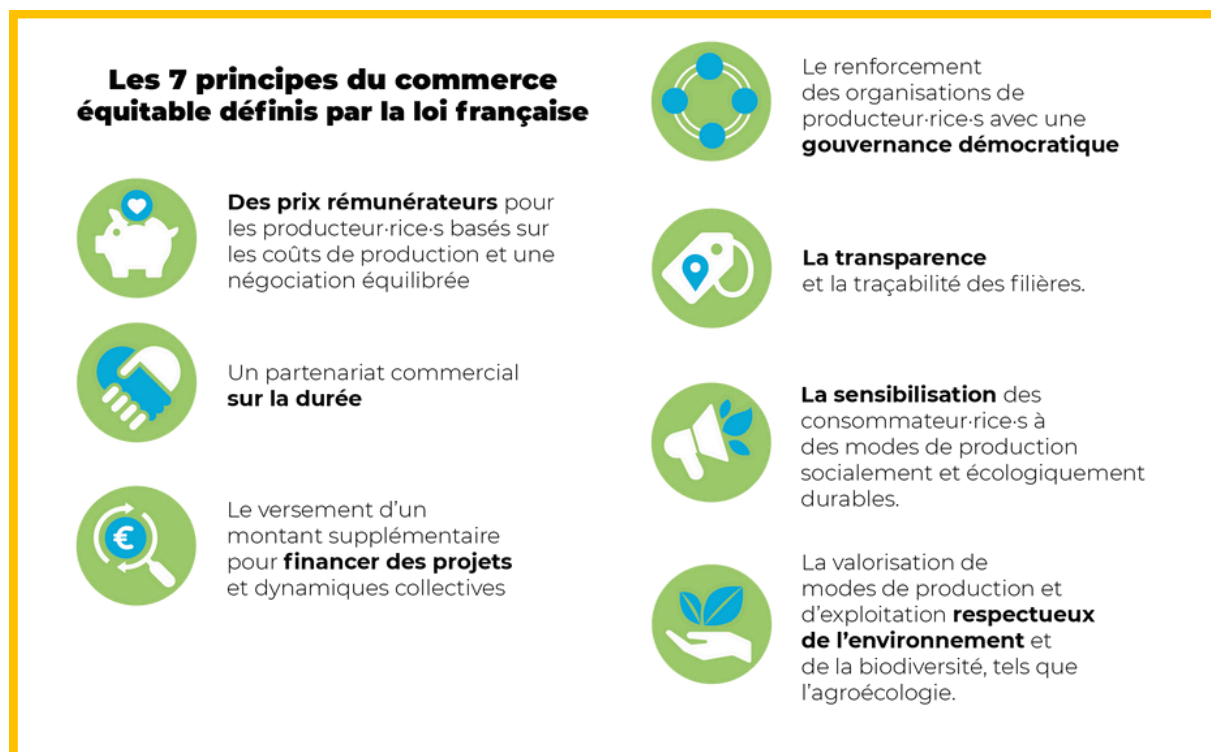 Les 7 principes du commerce
équitable définis par la loi française
Des prix rémunérateurs pour
les producteur·rice·s basés sur
les coûts de production et une
négociation équilibrée
Un partenariat commercial
sur la durée
€
Le versement d’un
montant supplémentaire
pour financer des projets
et dynamiques collectives
Le renforcement
des organisations de
producteur·rice·s avec une
gouvernance démocratique
La transparence
et la traçabilité des filières.
La sensibilisation des
consommateur·rice·s à
des modes de production
socialement et écologiquement
durables.
La valorisation de
modes de production et
d’exploitation respectueux
de l’environnement et
de la biodiversité, tels que
l’agroécologie.